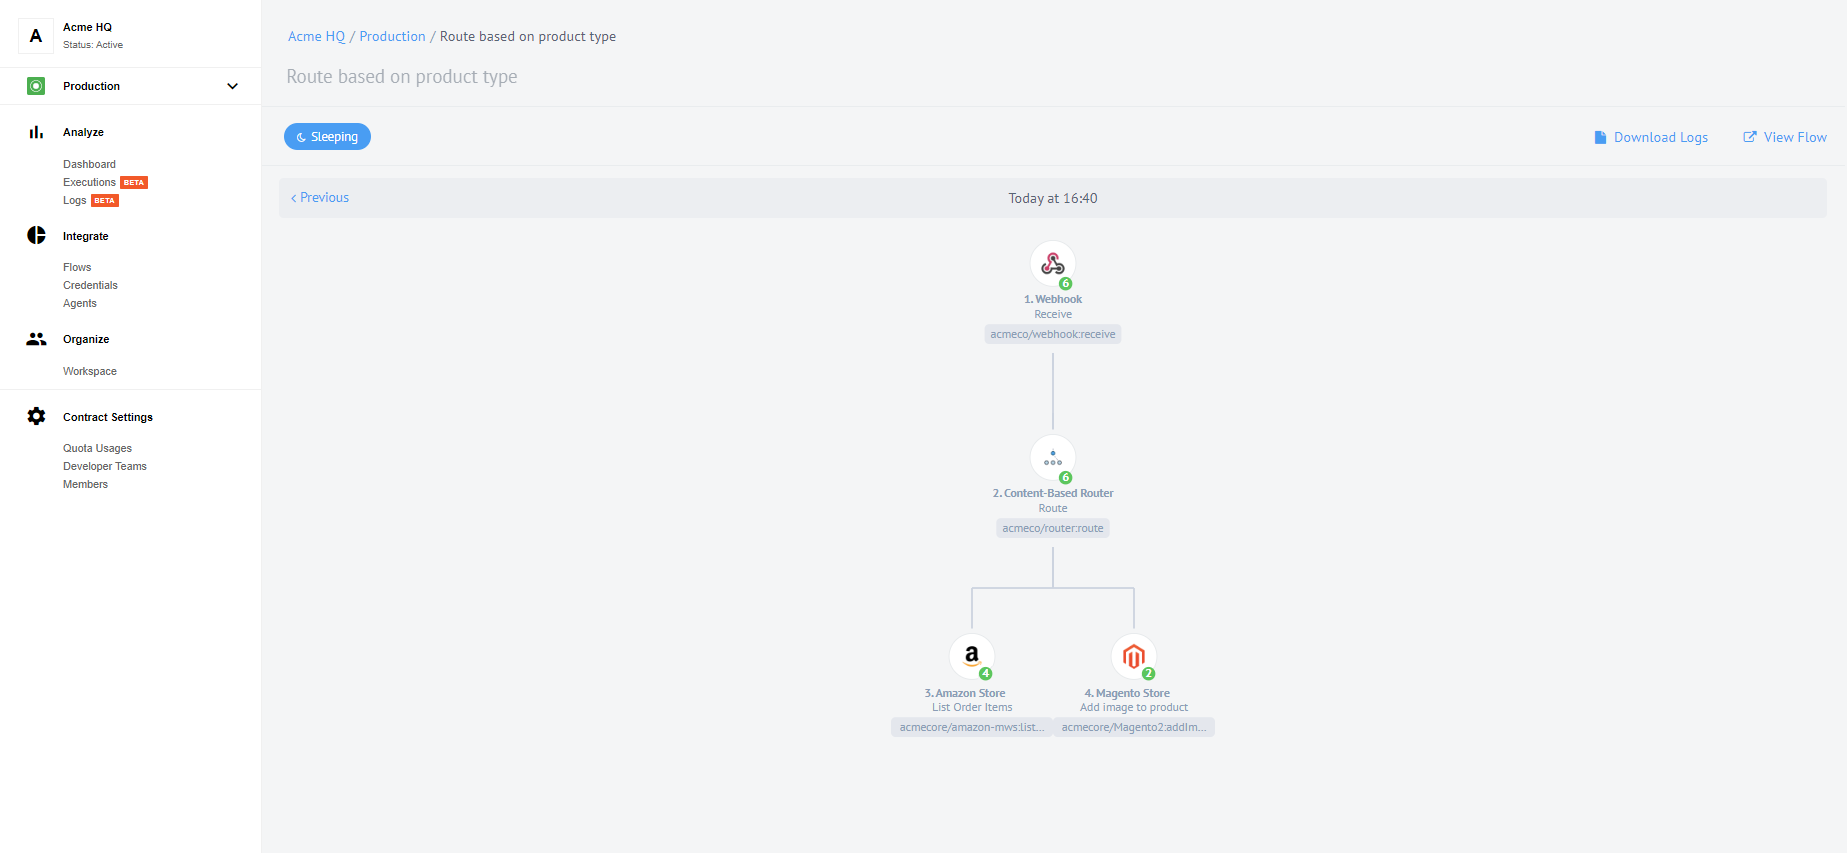 A
Acme HQ
Status: Active
Production
Analyze
Dashboard
Executions BETA
Logs BETA
Integrate
Flows
Credentials
Agents
Organize
Workspace
Contract Settings
Quota Usages
Developer Teams
Members
Acme HQ / Production / Route based on product type
Route based on product type
Sleeping
Download Logs
View Flow
Previous
Today at 16:40
6
1. Webhook
Receive
acmeco/webhook:receive
6
2. Content-Based Router
Route
acmeco/router:route
a
4
3. Amazon Store
List Order Items
acmecore/amazon-mws:list...
2
4. Magento Store
Add image to product
acmecore/Magento2:addIm...